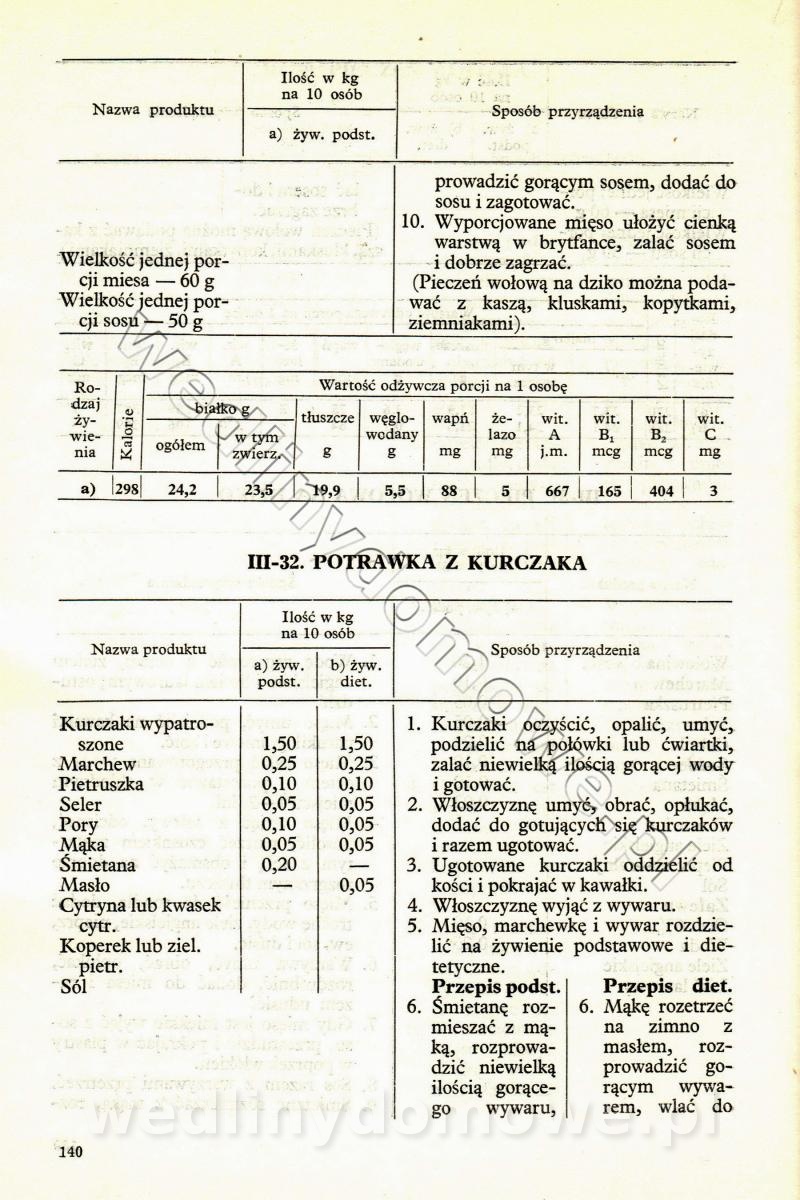 Nazwa produktu
Ilość w kg
na 10 osób
a) żyw. podst.
Sposób przyrządzenia
Wielkość jednej por-
cji miesa — 60 g
Wielkość jednej por-
cji sosu — 50 g
prowadzić gorącym sosem, dodać do
sosu i zagotować.
10. Wyporcjowane mięso ułożyć cienką
warstwą w brytfance, zalać sosem
i dobrze zagrzać.
(Pieczeń wołową na dziko można poda-
wać z kaszą, kluskami, kopytkami,
ziemniakami).
Ro-
dzaj
ży-
wie-
nia
Kalorie
Wartość odżywcza porcji na 1 osobę
białko g
ogółem
w tym
zwierz.
tłuszcze
g
węglo-
wodany
g
wapń
mg
że-
lazo
mg
wit.
A
j.m.
wit.
B₁
mcg
wit.
B₂
mcg
wit.
C
mg
a) 298 24,2 23,5 19,9 5,5 88 5 667 165 404 3
III-32. POTRAWKA Z KURCZAKA
Nazwa produktu
Ilość w kg
na 10 osób
a) żyw.
podst.
b) żyw.
diet.
Sposób przyrządzenia
Kurczaki wypatro-
szone 1,50 1,50
Marchew 0,25 0,25
Pietruszka 0,10 0,10
Seler 0,05 0,05
Pory 0,10 0,05
Mąka 0,05 0,05
Śmietana 0,20 —
Masło — 0,05
Cytryna lub kwasek
cytr.
Koperek lub ziel.
pietr.
Sól
1. Kurczaki oczyścić, opalić, umyć,
podzielić na połówki lub ćwiartki,
zalać niewielką ilością gorącej wody
i gotować.
2. Włoszczyznę umyć, obrać, opłukać,
dodać do gotujących się kurczaków
i razem ugotować.
3. Ugotowane kurczaki oddzielić od
kości i pokrajać w kawałki.
4. Włoszczyznę wyjąć z wywaru.
5. Mięso, marchewkę i wywar rozdzie-
lić na żywienie podstawowe i die-
tetyczne.
Przepis podst.
6. Śmietanę roz-
mieszać z mą-
ką, rozprowa-
dzić niewielką
ilością gorące-
go wywaru,
Przepis diet.
6. Mąkę rozetrzeć
na zimno z
masłem, roz-
prowadzić go-
rącym wywa-
rem, wlać do
140
wedlinydomowe.pl
wedlinydomowe.pl